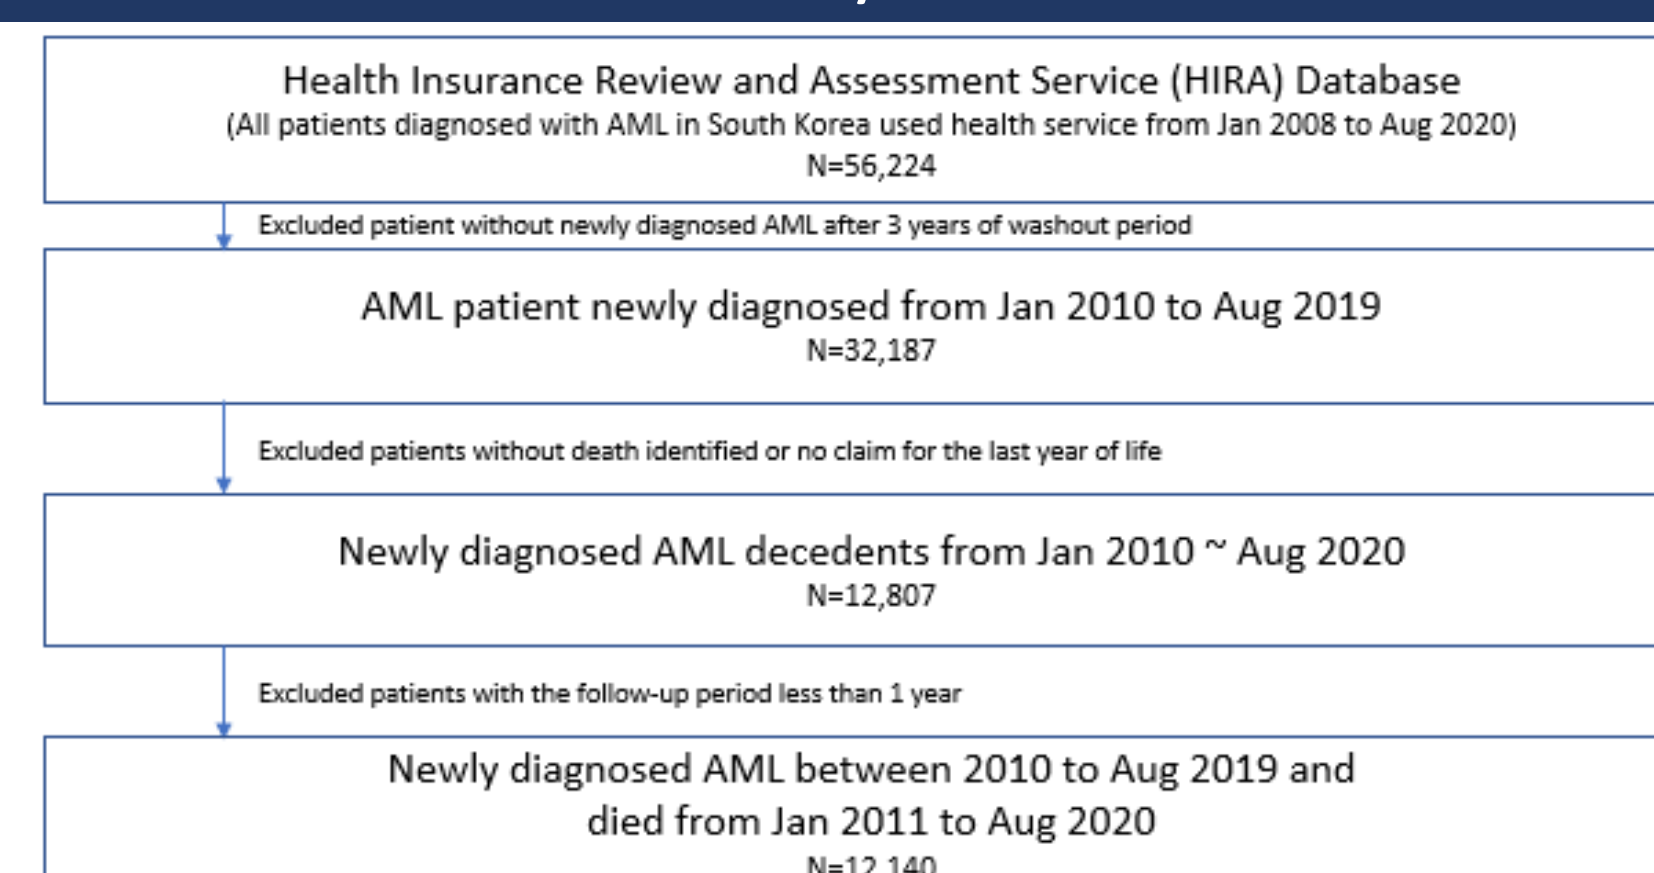 Health Insurance Review and Assessment Service (HIRA) Database
(All patients diagnosed with AML in South Korea used health service from Jan 2008 to Aug 2020)
N=56,224
Excluded patient without newly diagnosed AML after 3 years of washout period
AML patient newly diagnosed from Jan 2010 to Aug 2019
N=32,187
Excluded patients without death identified or no claim for the last year of life
Newly diagnosed AML decedents from Jan 2010 ~ Aug 2020
N=12,807
Excluded patients with the follow-up period less than 1 year
Newly diagnosed AML between 2010 to Aug 2019 and
died from Jan 2011 to Aug 2020
N=12,140